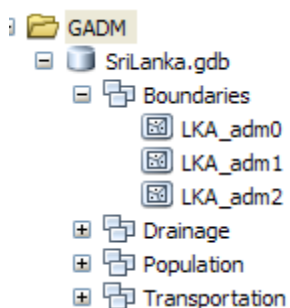 GADM
SriLanka.gdb
Boundaries
LKA_adm0
LKA_adm1
LKA_adm2
Drainage
Population
Transportation